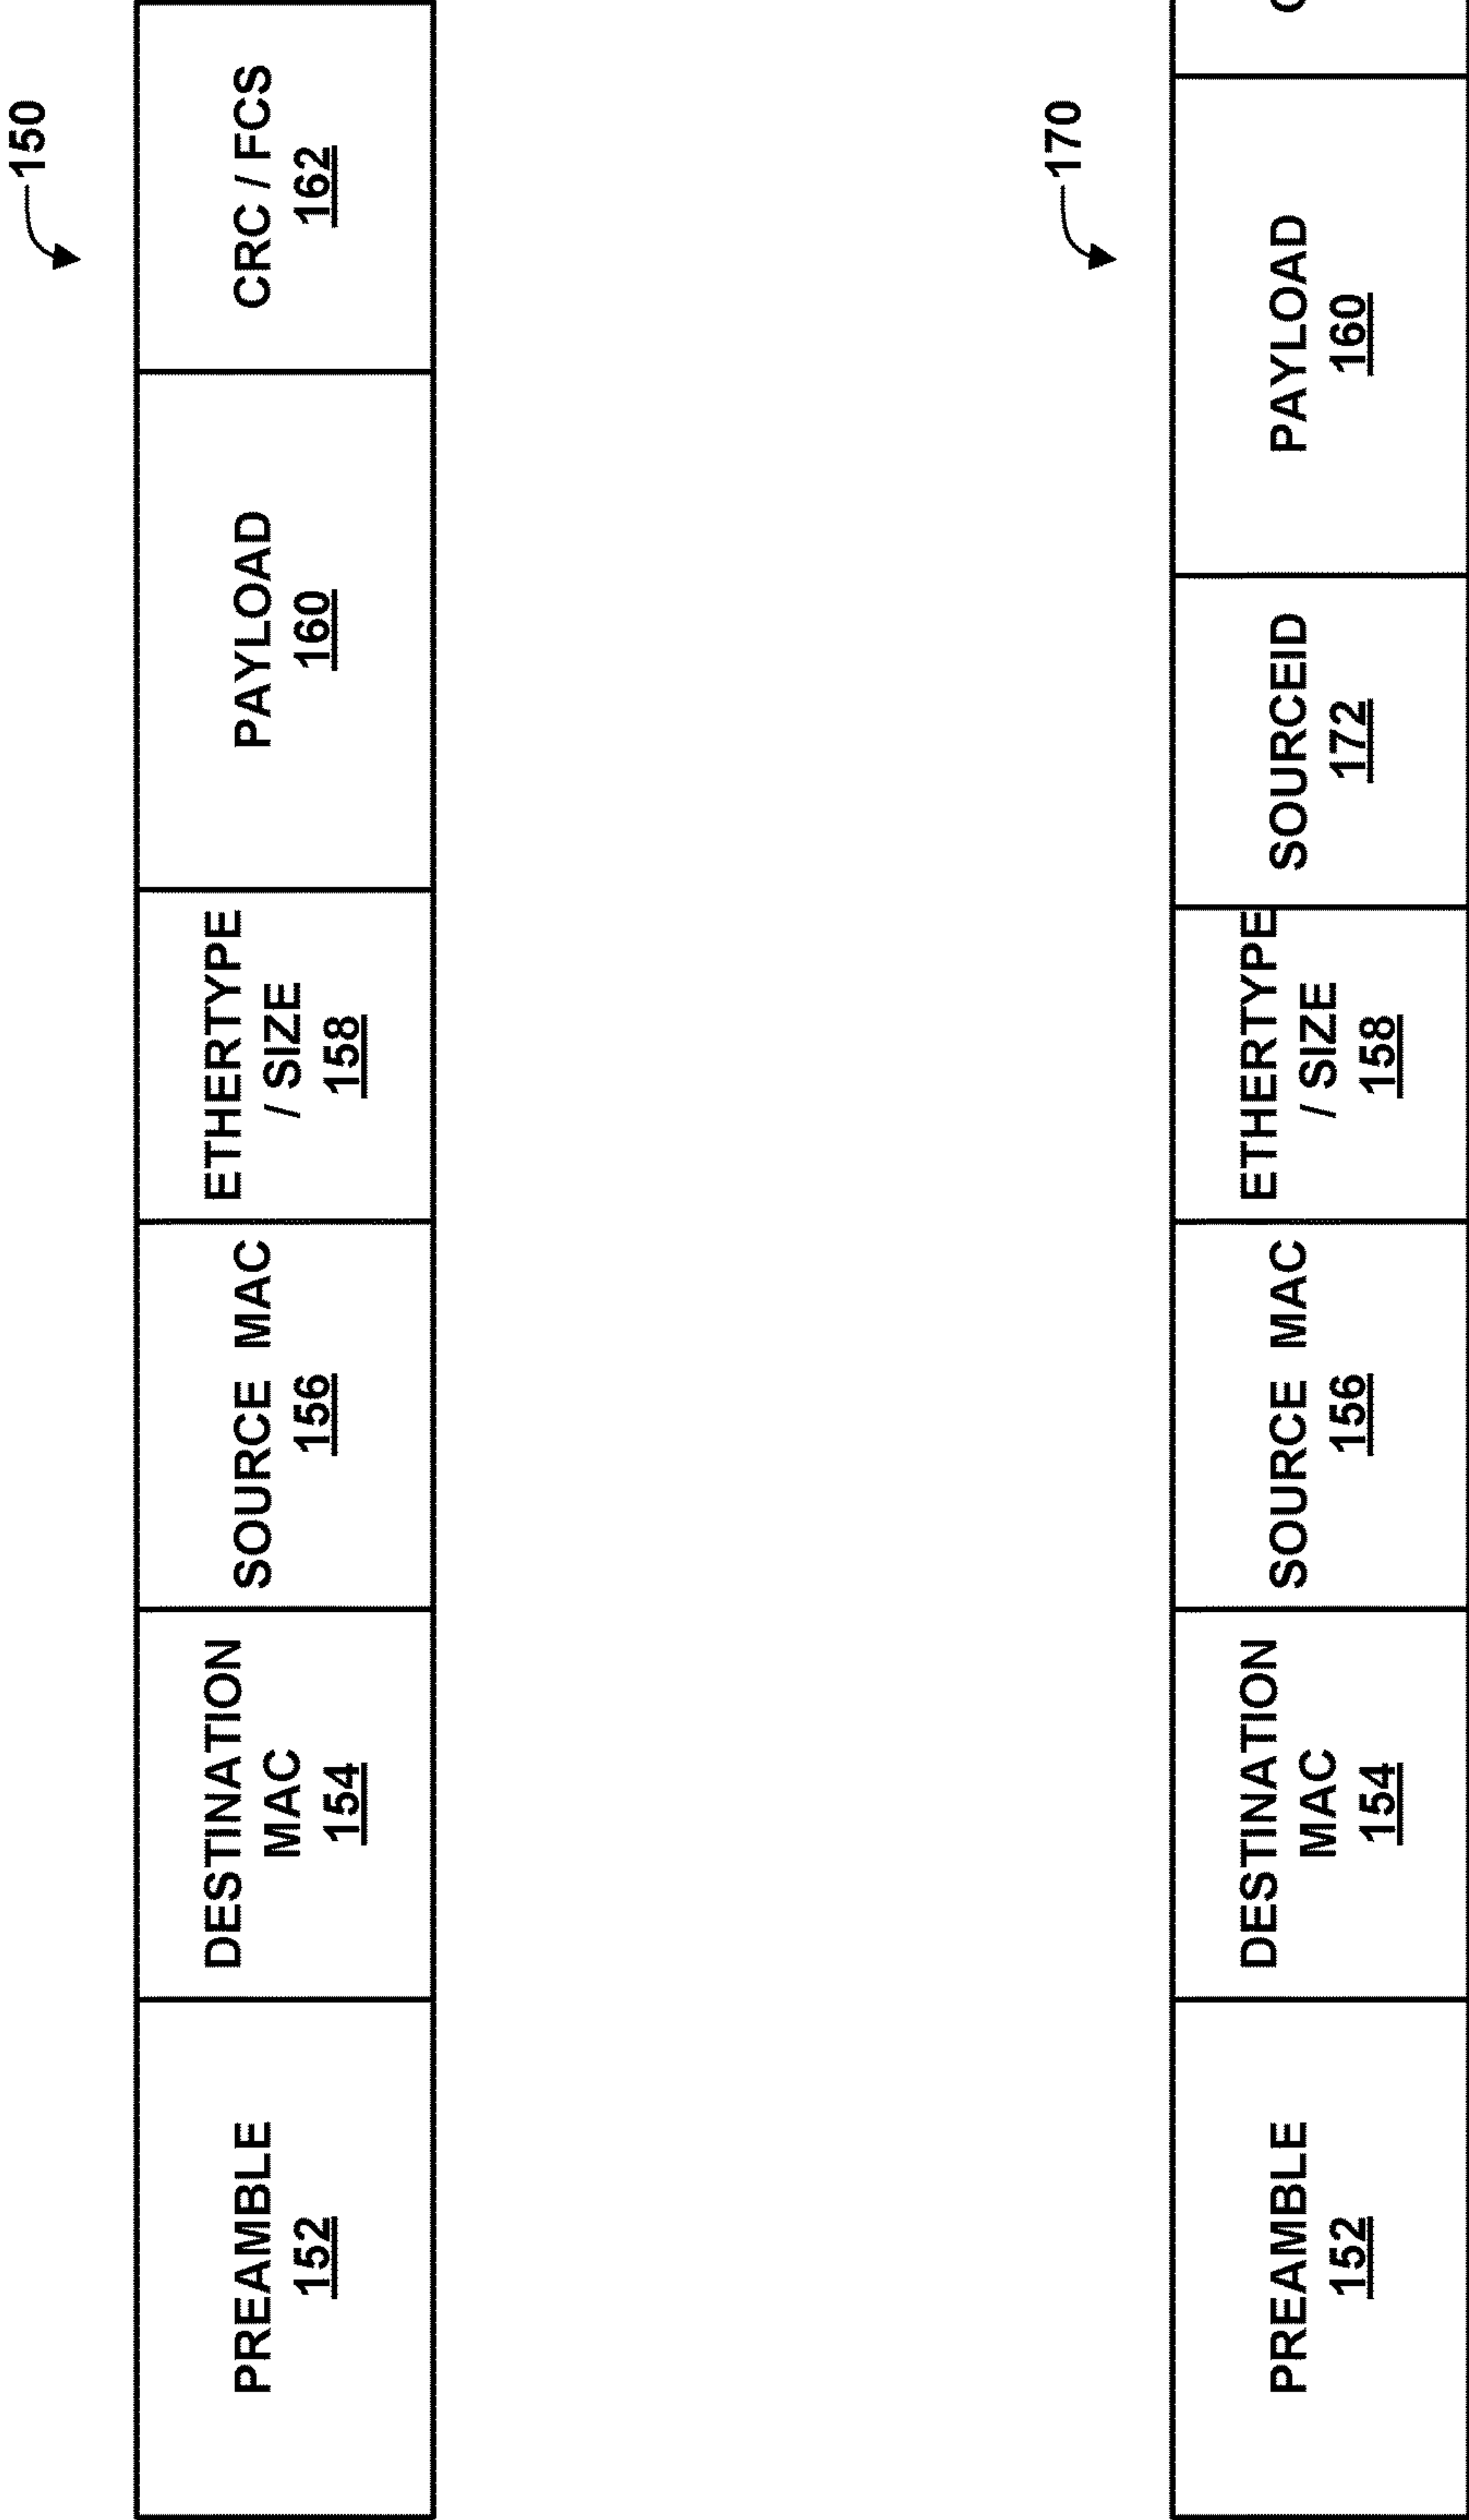 150
PREAMBLE
152
DESTINATION
MAC
154
SOURCE MAC
156
ETHERTYPE
/ SIZE
158
PAYLOAD
160
CRC / FCS
162
170
PREAMBLE
152
DESTINATION
MAC
154
SOURCE MAC
156
ETHERTYPE
/ SIZE
158
SOURCEID
172
PAYLOAD
160